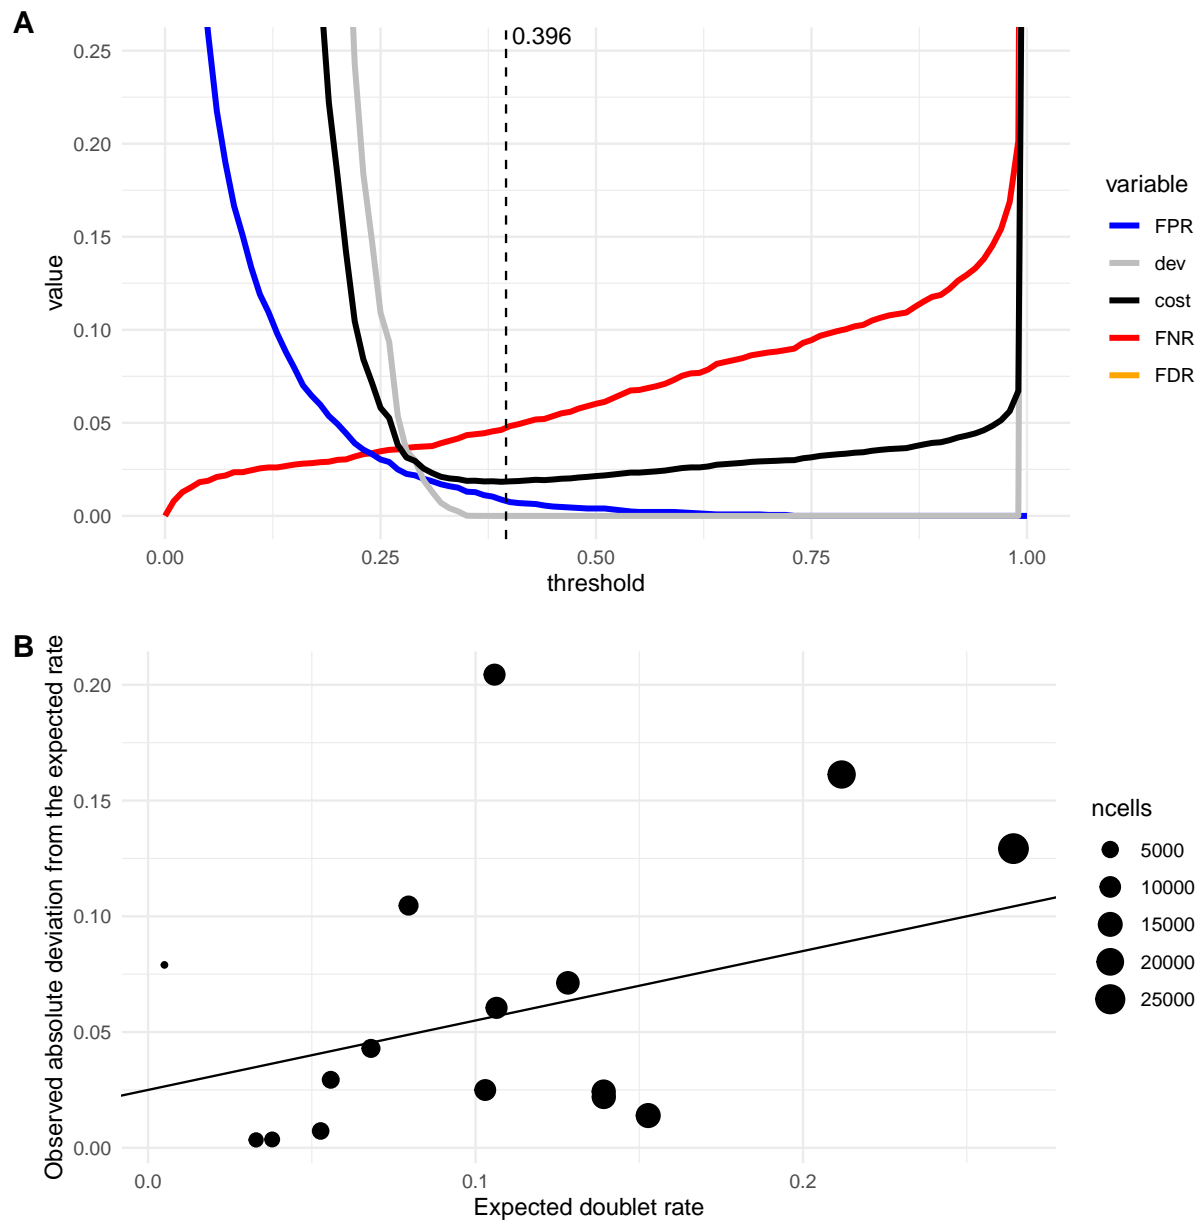 A
0.396
0.25
0.20
0.15
0.10
0.05
0.00
value
0.00 0.25 0.50 0.75 1.00
threshold
variable
FPR
dev
cost
FNR
FDR
B
0.20
0.15
0.10
0.05
0.00
Observed absolute deviation from the expected rate
0.0 0.1 0.2
Expected doublet rate
ncells
5000
10000
15000
20000
25000